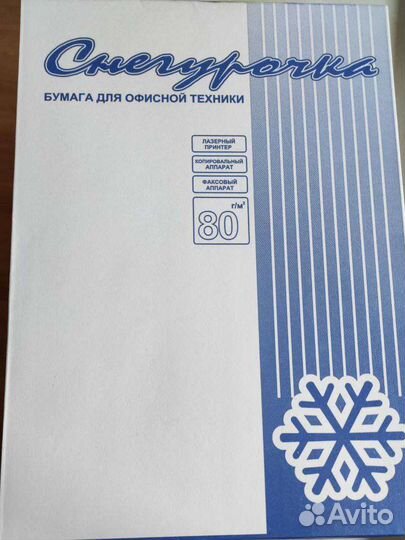 Снегурочка
БУМАГА ДЛЯ ОФИСНОЙ ТЕХНИКИ
ЛАЗЕРНЫЙ
ПРИНТЕР
КОПИРОВАЛЬНЫЙ
АППАРАТ
ФАКСОВЫЙ
АППАРАТ
г/м²
80
Avito